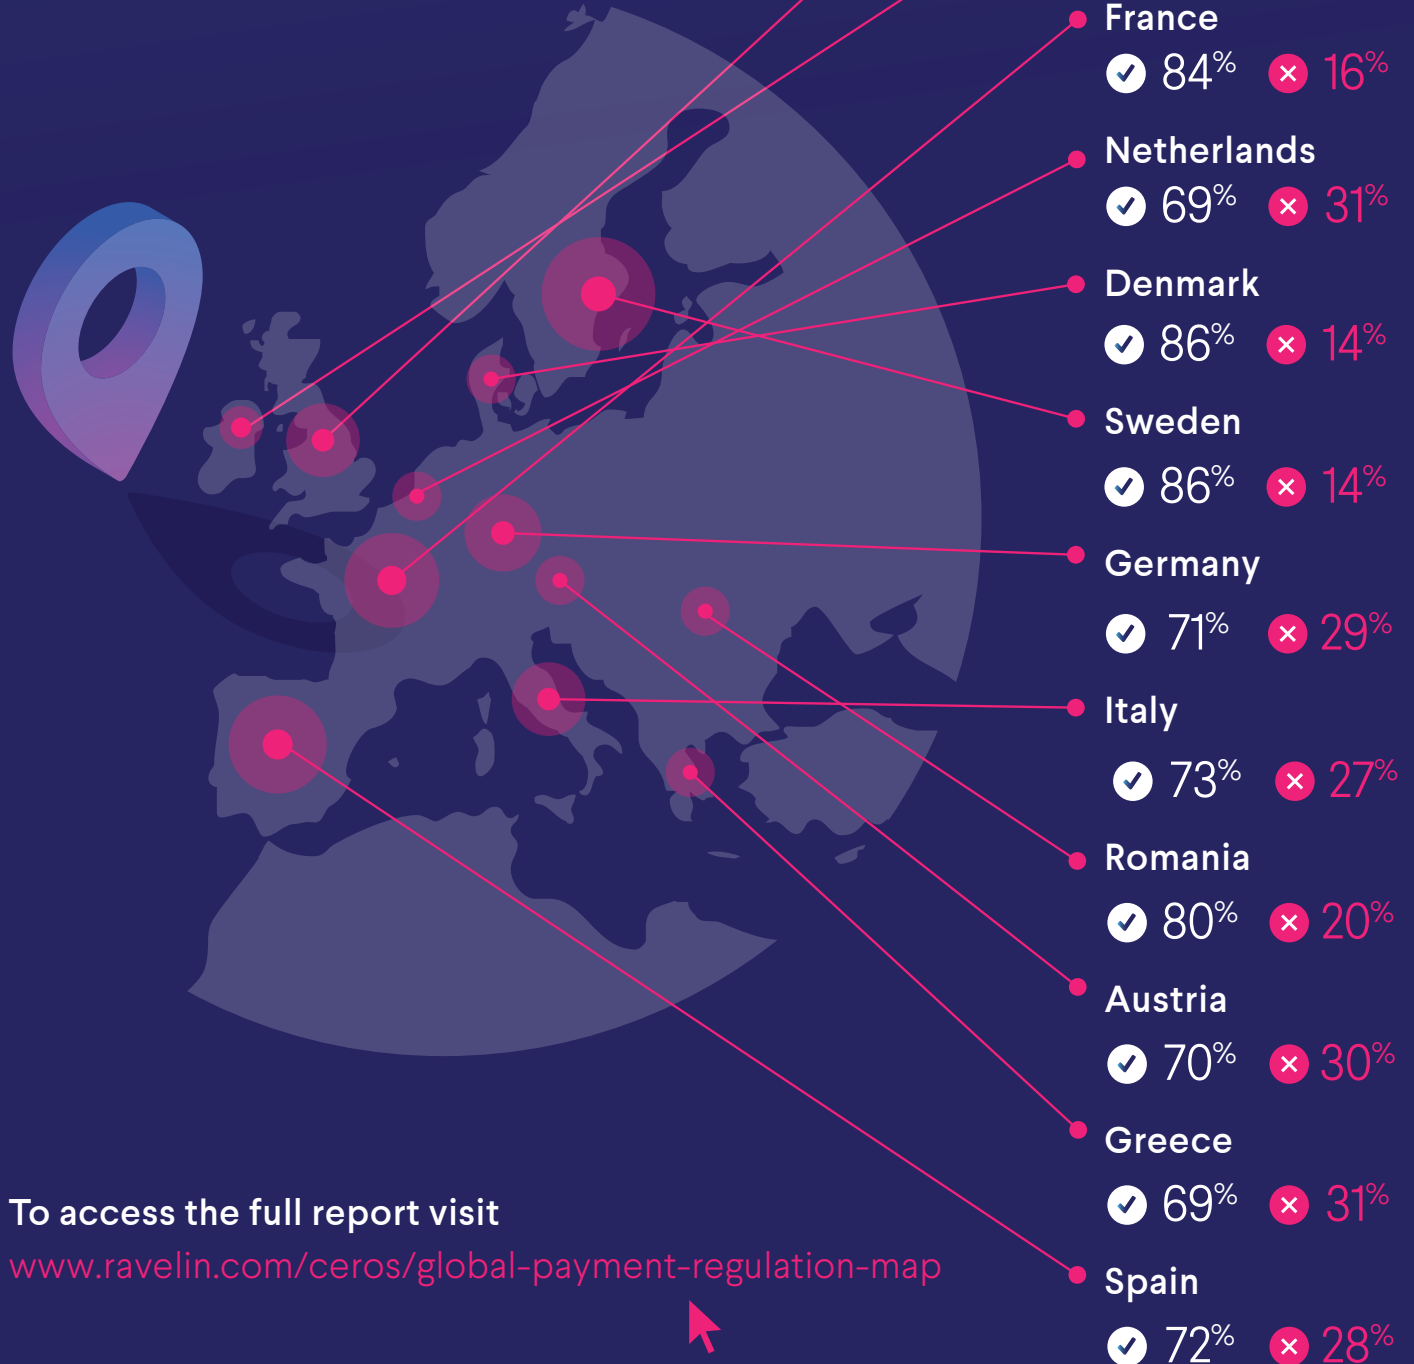 France
84% 16%
Netherlands
69% 31%
Denmark
86% 14%
Sweden
86% 14%
Germany
71% 29%
Italy
73% 27%
Romania
80% 20%
Austria
70% 30%
Greece
69% 31%
Spain
72% 28%
To access the full report visit
www.ravelin.com/ceros/global-payment-regulation-map